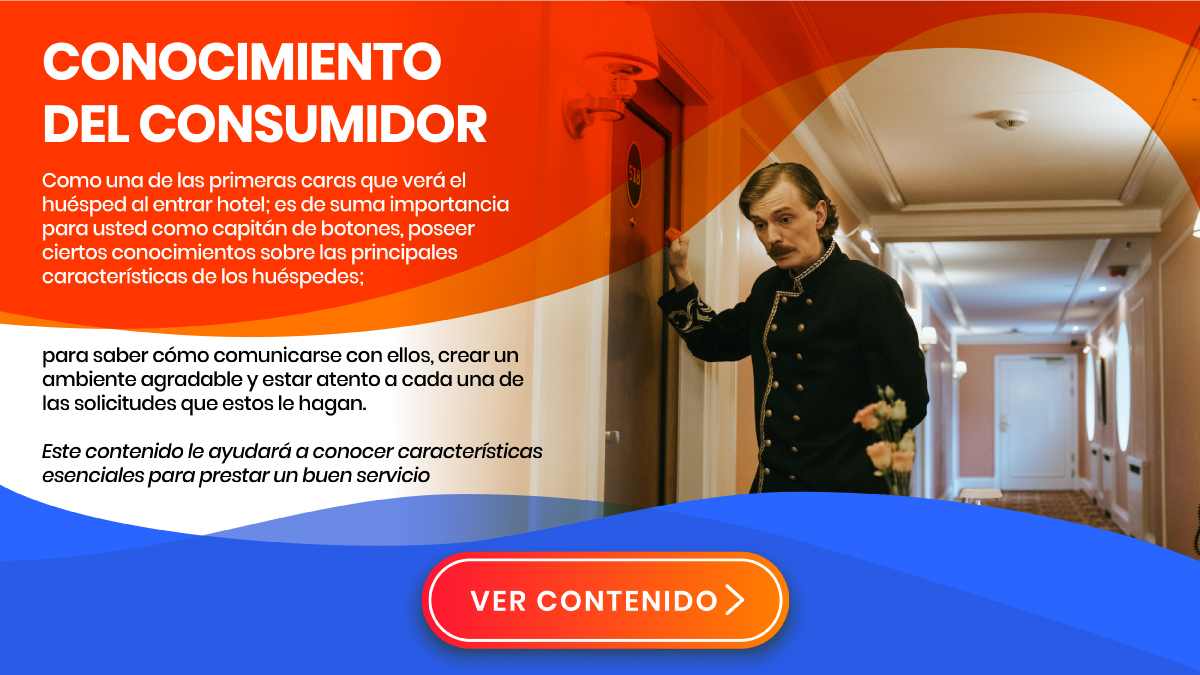 CONOCIMIENTO
DEL CONSUMIDOR
Como una de las primeras caras que verá el
huésped al entrar hotel; es de suma importancia
para usted como capitán de botones, poseer
ciertos conocimientos sobre las principales
características de los huéspedes;
para saber cómo comunicarse con ellos, crear un
ambiente agradable y estar atento a cada una de
las solicitudes que estos le hagan.
Este contenido le ayudará a conocer características
esenciales para prestar un buen servicio
518
VER CONTENIDO